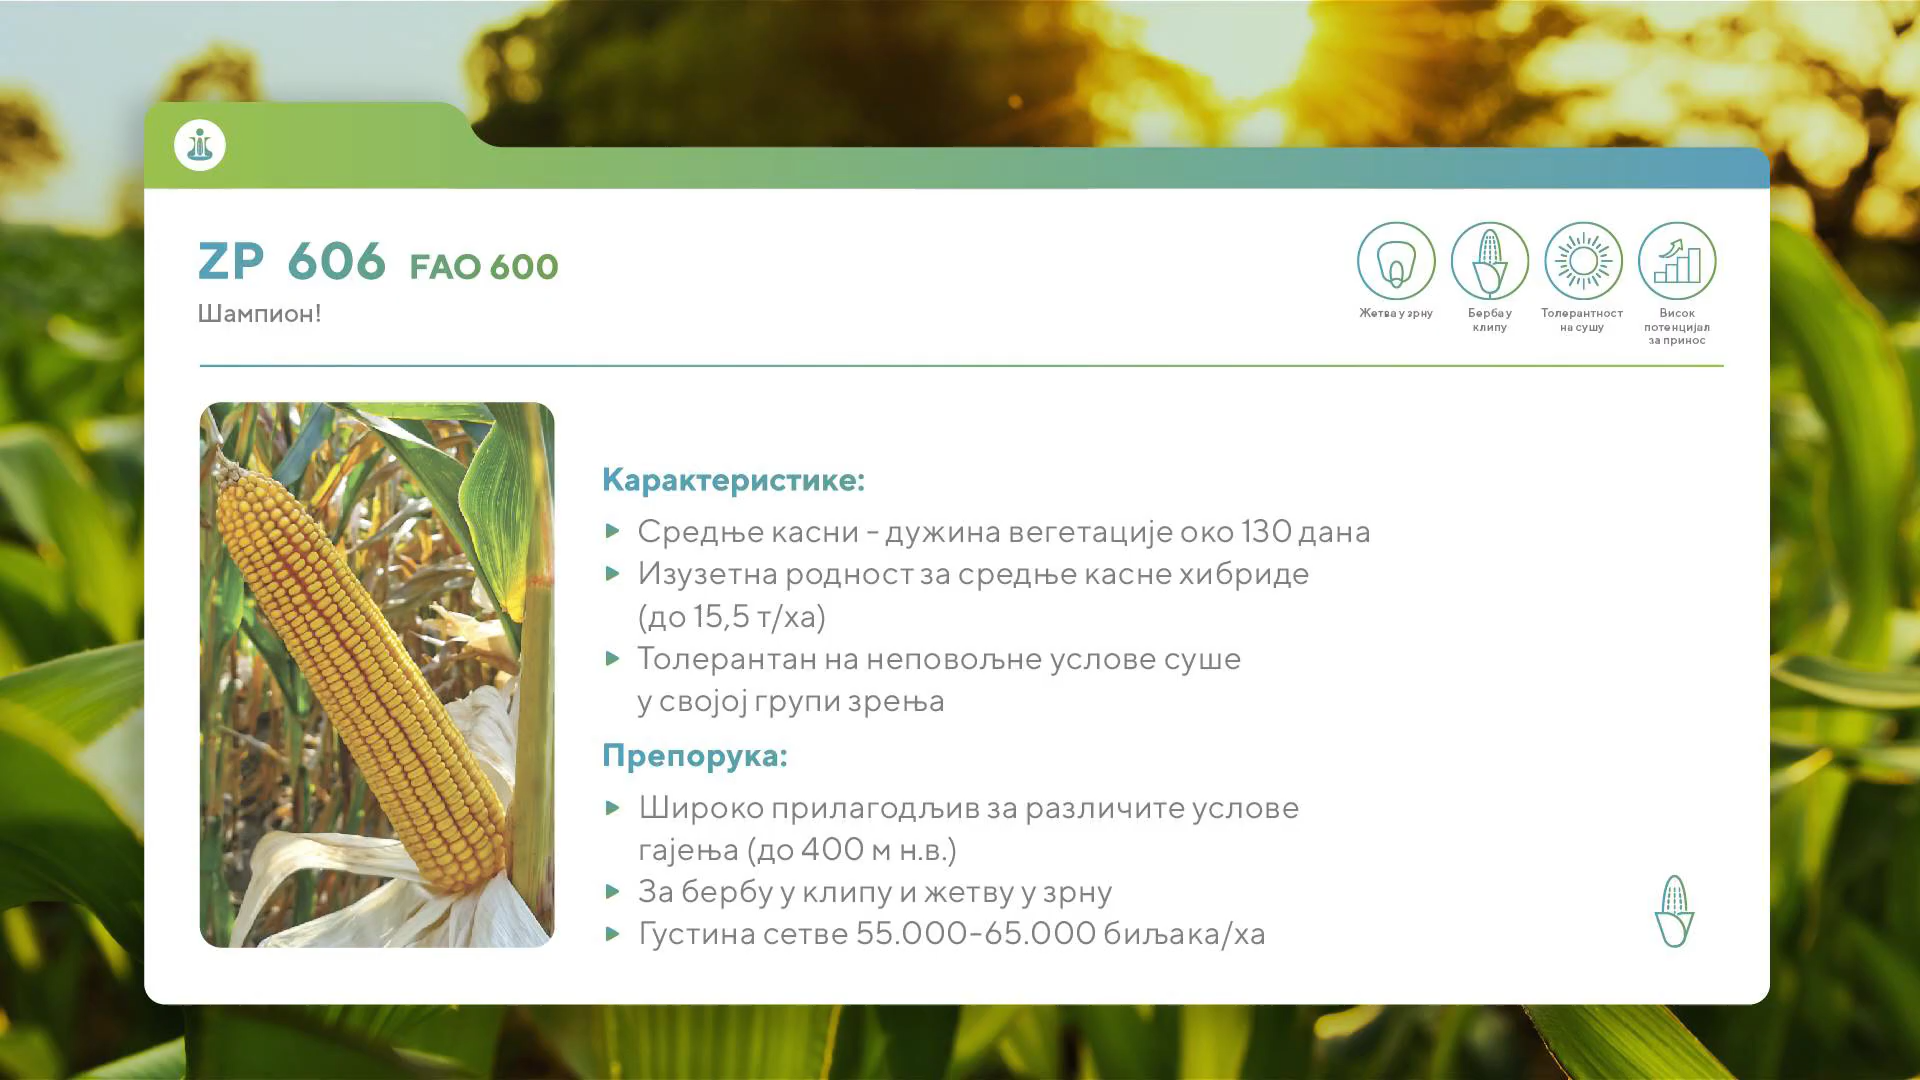 ZP 606 FAO 600
Шампион!
Жетва у зрну
Берба у
клипу
Толерантност
на сушу
Висок
потенцијал
за принос
Карактеристике:
Средње касни - дужина вегетације око 130 дана
Изузетна родност за средње касне хибриде
(до 15,5 т/ха)
Толерантан на неповољне услове суше
у својој групи зрења
Препорука:
Широко прилагодљив за различите услове
гајења (до 400 м н.в.)
За бербу у клипу и жетву у зрну
Густина сетве 55.000-65.000 биљака/ха